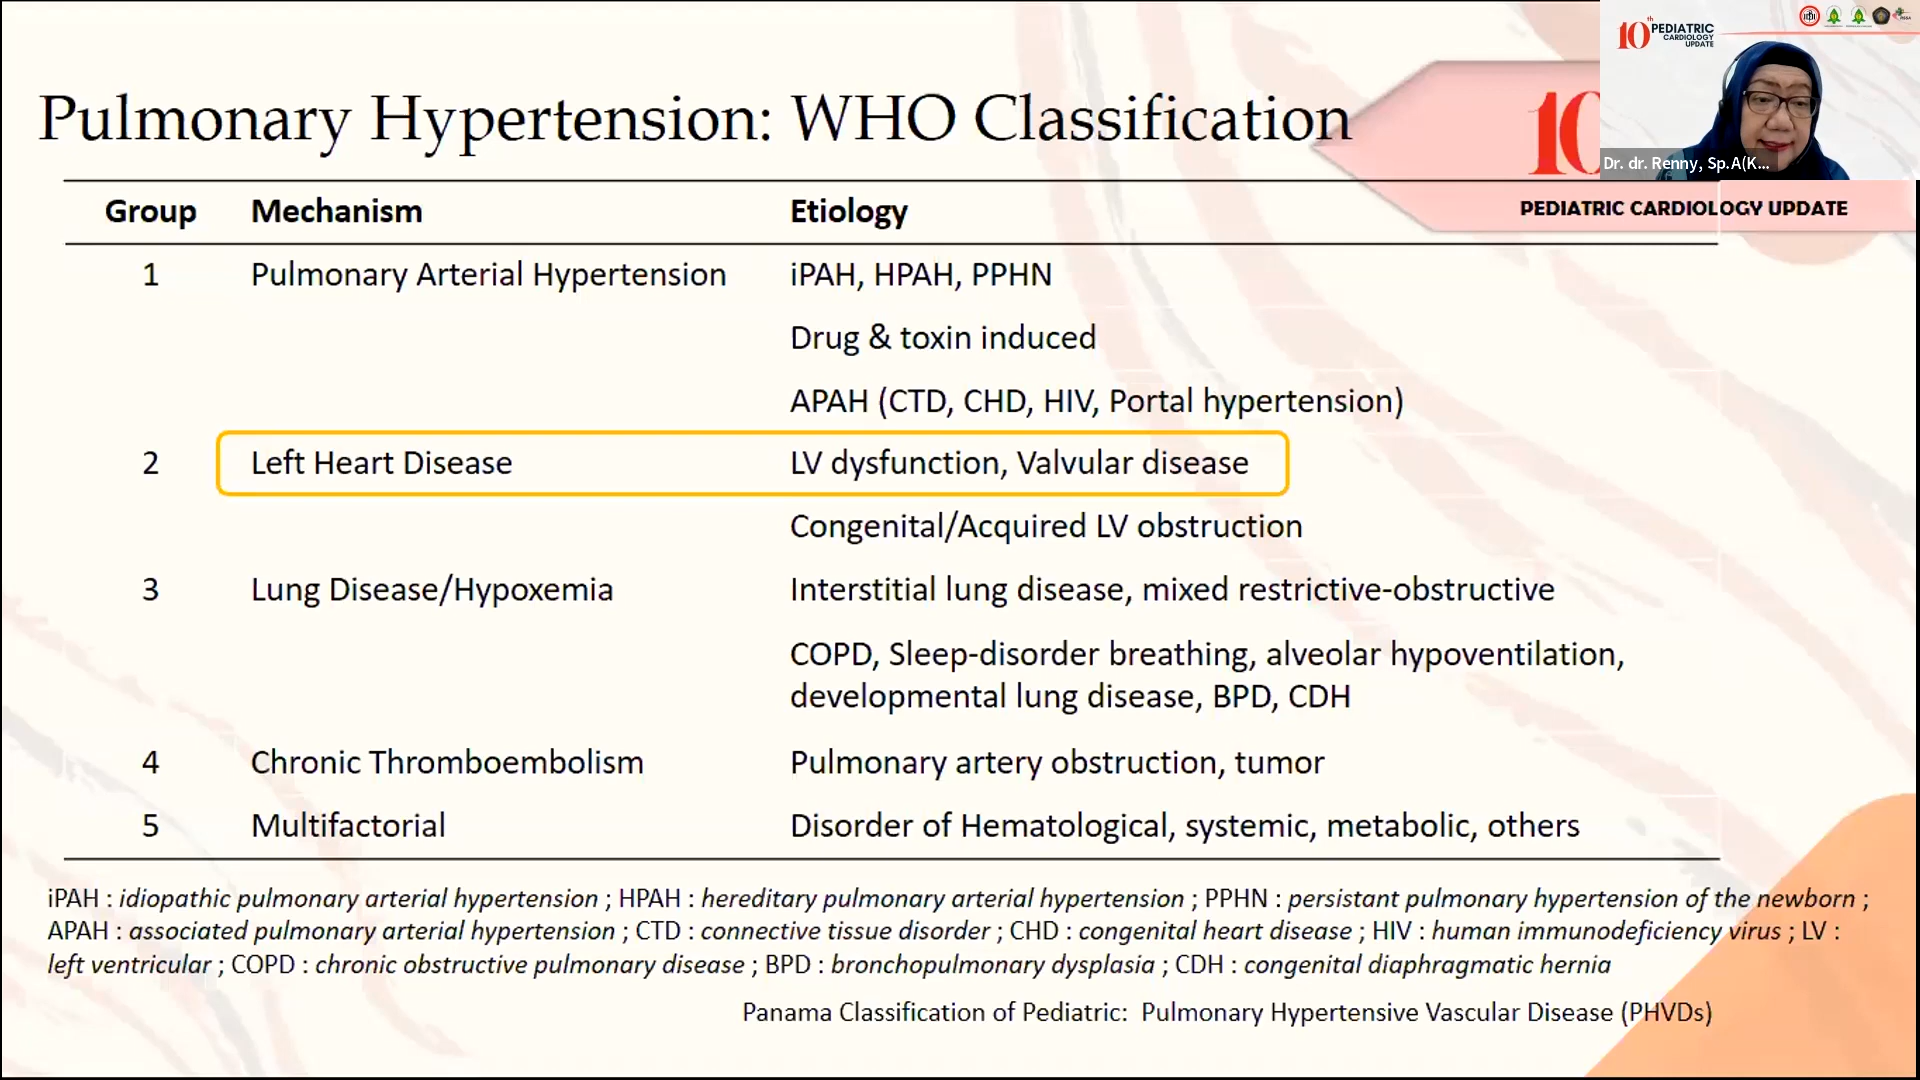 10th PEDIATRIC
CARDIOLOGY
UPDATE
Dr. dr. Renny, Sp.A(K...
Pulmonary Hypertension: WHO Classification
10
PEDIATRIC CARDIOLOGY UPDATE
Group Mechanism Etiology
1 Pulmonary Arterial Hypertension iPAH, HPAH, PPHN
Drug & toxin induced
APAH (CTD, CHD, HIV, Portal hypertension)
2 Left Heart Disease LV dysfunction, Valvular disease
Congenital/Acquired LV obstruction
3 Lung Disease/Hypoxemia Interstitial lung disease, mixed restrictive-obstructive
COPD, Sleep-disorder breathing, alveolar hypoventilation,
developmental lung disease, BPD, CDH
4 Chronic Thromboembolism Pulmonary artery obstruction, tumor
5 Multifactorial Disorder of Hematological, systemic, metabolic, others
iPAH : idiopathic pulmonary arterial hypertension ; HPAH : hereditary pulmonary arterial hypertension ; PPHN : persistant pulmonary hypertension of the newborn ;
APAH : associated pulmonary arterial hypertension ; CTD : connective tissue disorder ; CHD : congenital heart disease ; HIV : human immunodeficiency virus ; LV :
left ventricular ; COPD : chronic obstructive pulmonary disease ; BPD : bronchopulmonary dysplasia ; CDH : congenital diaphragmatic hernia
Panama Classification of Pediatric: Pulmonary Hypertensive Vascular Disease (PHVDs)